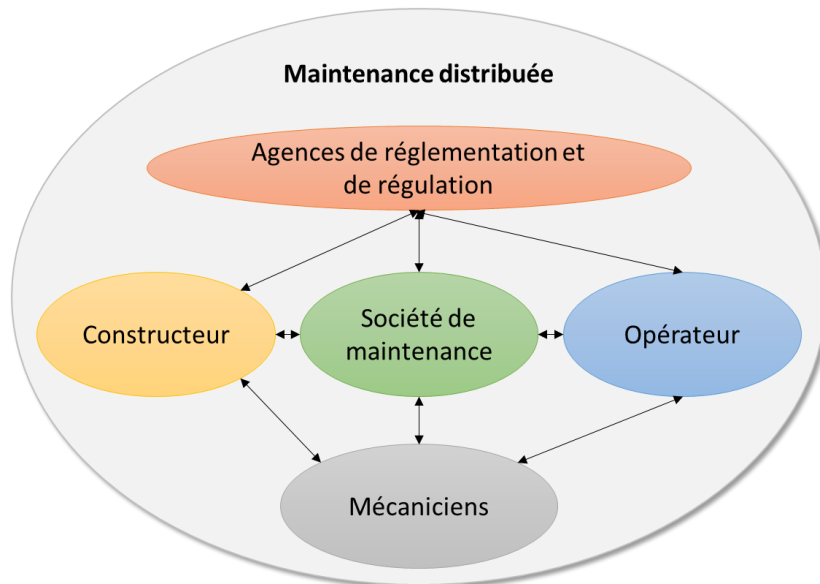 Maintenance distribuée
Agences de réglementation et
de régulation
Constructeur
Société de
maintenance
Opérateur
Mécaniciens